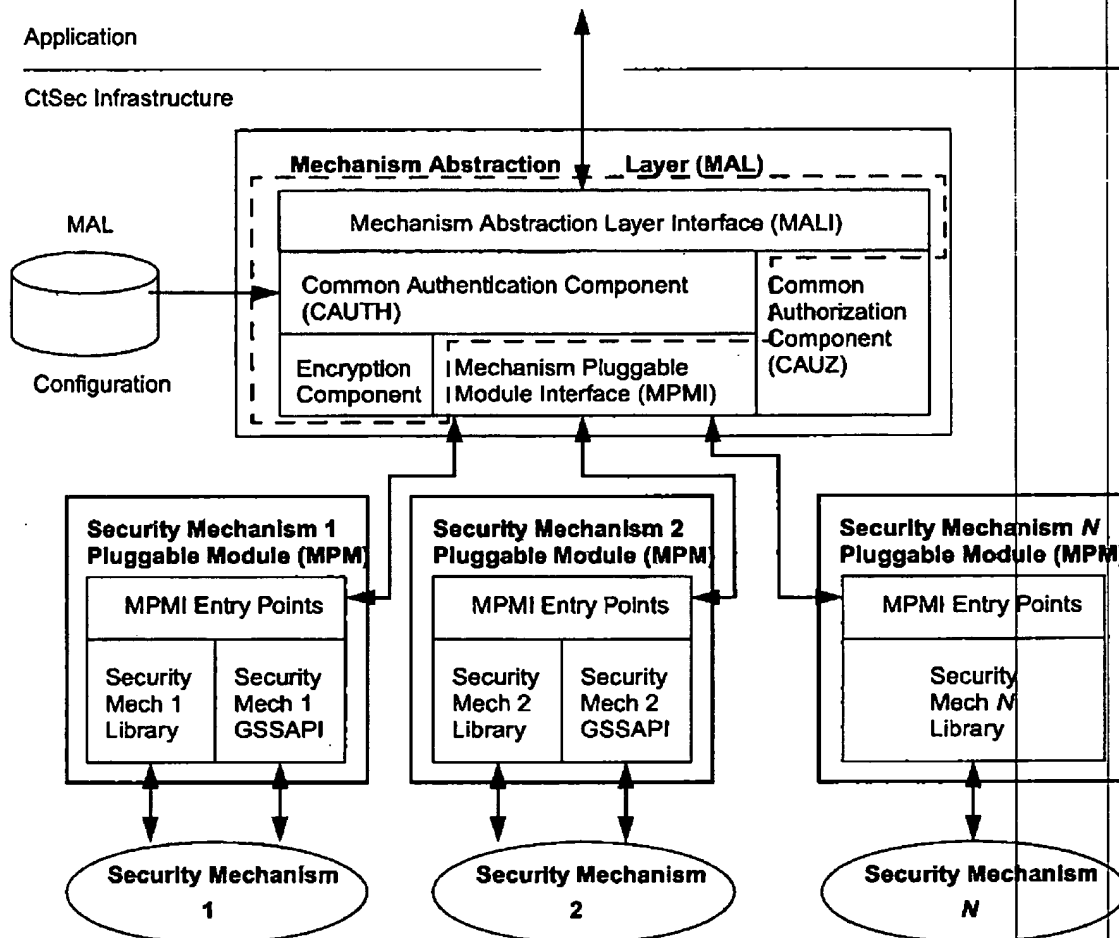 Application
CtSec Infrastructure
Mechanism Abstraction Layer (MAL)
Mechanism Abstraction Layer Interface (MALI)
MAL
Configuration
Common Authentication Component
(CAUTH)
Common
Authorization
Component
(CAUZ)
Encryption
Component
Mechanism Pluggable
Module Interface (MPMI)
Security Mechanism 1
Pluggable Module (MPM)
MPMI Entry Points
Security
Mech 1
Library
Security
Mech 1
GSSAPI
Security Mechanism
1
Security Mechanism 2
Pluggable Module (MPM)
MPMI Entry Points
Security
Mech 2
Library
Security
Mech 2
GSSAPI
Security Mechanism
2
Security Mechanism N
Pluggable Module (MPM)
MPMI Entry Points
Security
Mech N
Library
Security Mechanism
N